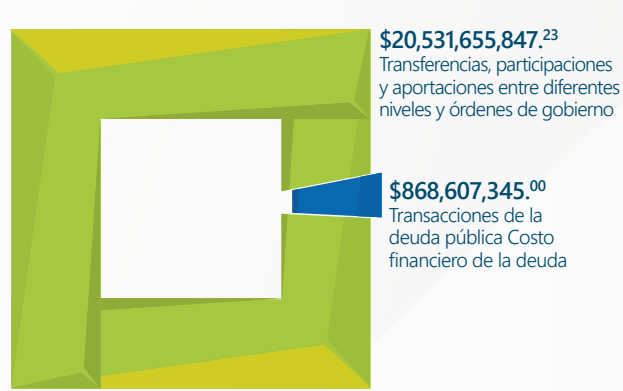 $20,531,655,847.23
Transferencias, participaciones
y aportaciones entre diferentes
niveles y órdenes de gobierno
$868,607,345.00
Transacciones de la
deuda pública Costo
financiero de la deuda